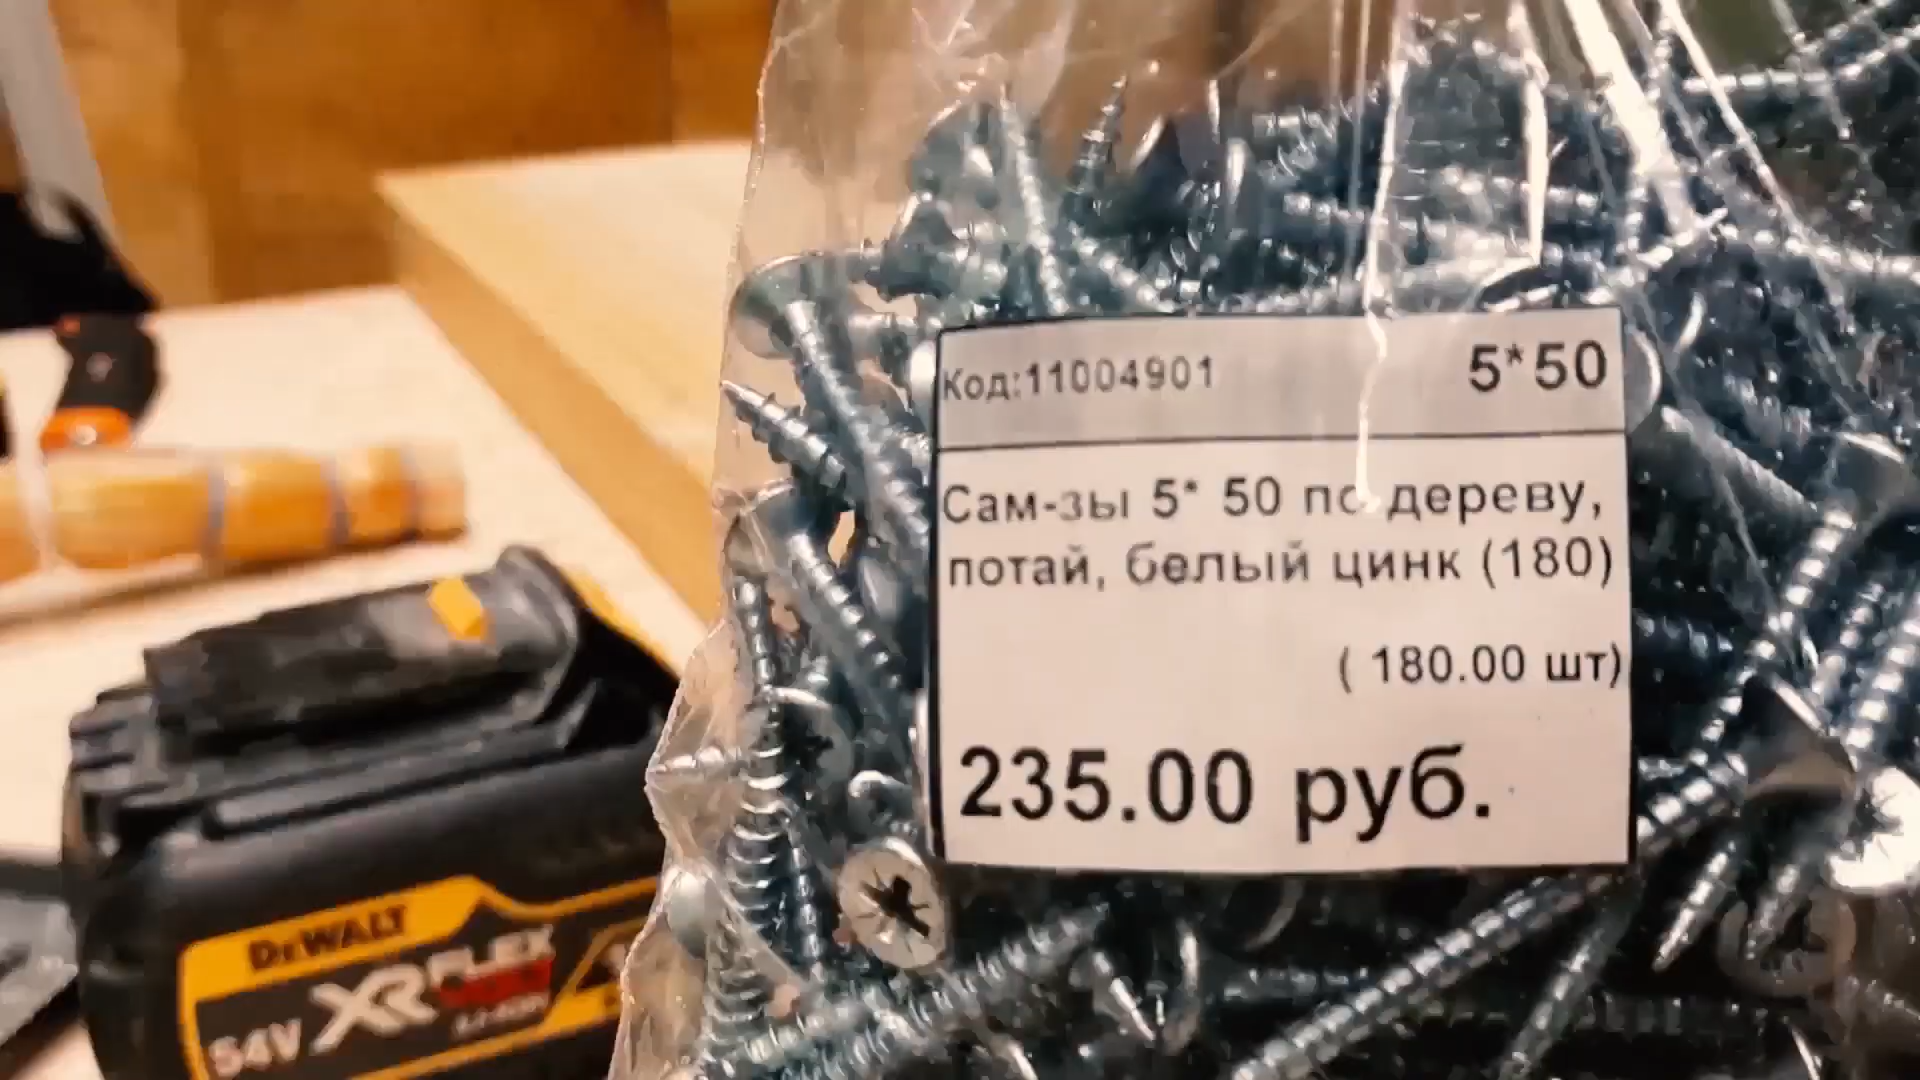 Код:11004901 5*50
Сам-зы 5* 50 по дереву,
потай, белый цинк (180)
( 180.00 шт)
235.00 руб.
DeWALT
XR FLEX
54V